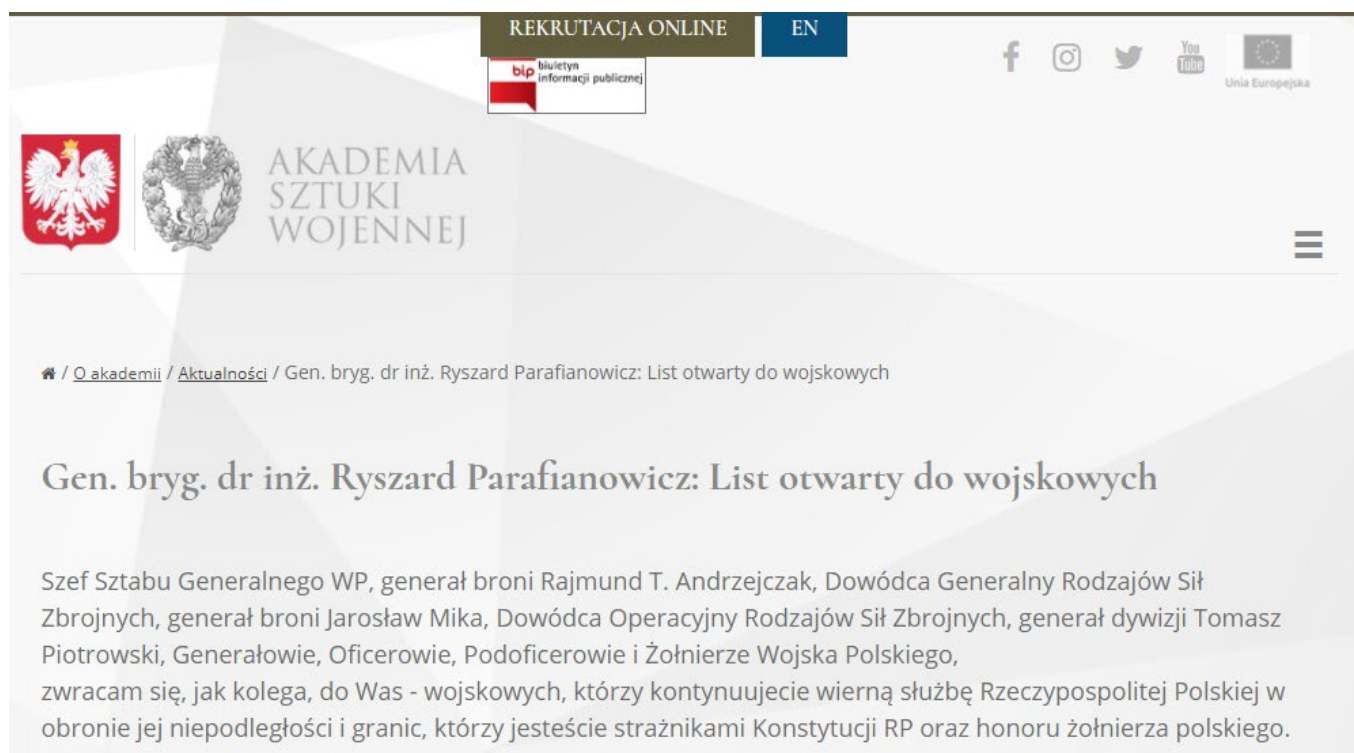 REKRUTACJA ONLINE
EN
bip biuletyn
informacji publicznej
You
Tube
Unia Europejska
AKADEMIA
SZTUKI
WOJENNEJ
/ O akademii / Aktualności / Gen. bryg. dr inż. Ryszard Parafianowicz: List otwarty do wojskowych
Gen. bryg. dr inż. Ryszard Parafianowicz: List otwarty do wojskowych
Szef Sztabu Generalnego WP, generał broni Rajmund T. Andrzejczak, Dowódca Generalny Rodzajów Sił
Zbrojnych, generał broni Jarosław Mika, Dowódca Operacyjny Rodzajów Sił Zbrojnych, generał dywizji Tomasz
Piotrowski, Generałowie, Oficerowie, Podoficerowie i Żołnierze Wojska Polskiego,
zwracam się, jak kolega, do Was - wojskowych, którzy kontynuujecie wierną służbę Rzeczypospolitej Polskiej w
obronie jej niepodległości i granic, którzy jesteście strażnikami Konstytucji RP oraz honoru żołnierza polskiego.